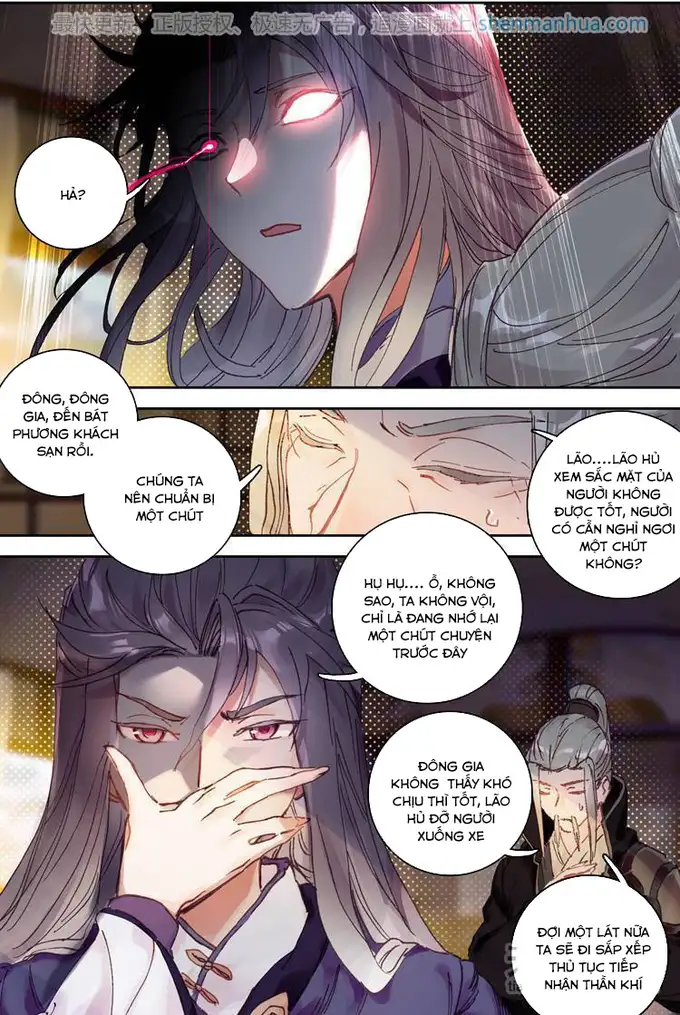 最快更新、正版授权、极速无广告，追漫画就上 shenmanhua.com
HẢ?
ĐÔNG, ĐÔNG
GIA, ĐẾN BÁT
PHƯƠNG KHÁCH
SẠN RỒI.
CHÚNG TA
NÊN CHUẨN BỊ
MỘT CHÚT
LÃO....LÃO HỦ
XEM SẮC MẶT CỦA
NGƯỜI KHÔNG
ĐƯỢC TỐT, NGƯỜI
CÓ CẦN NGHỈ NGƠI
MỘT CHÚT
KHÔNG?
HỤ HỤ.... Ổ, KHÔNG
SAO, TA KHÔNG VỘI,
CHỈ LÀ ĐANG NHỚ LẠI
MỘT CHÚT CHUYỆN
TRƯỚC ĐÂY
ĐÔNG GIA
KHÔNG THẤY KHÓ
CHỊU THÌ TỐT, LÃO
HỦ ĐỠ NGƯỜI
XUỐNG XE
ĐỢI MỘT LÁT NỮA
TA SẼ ĐI SẮP XẾP
THỦ TỤC TIẾP
NHẬN THẦN KHÍ